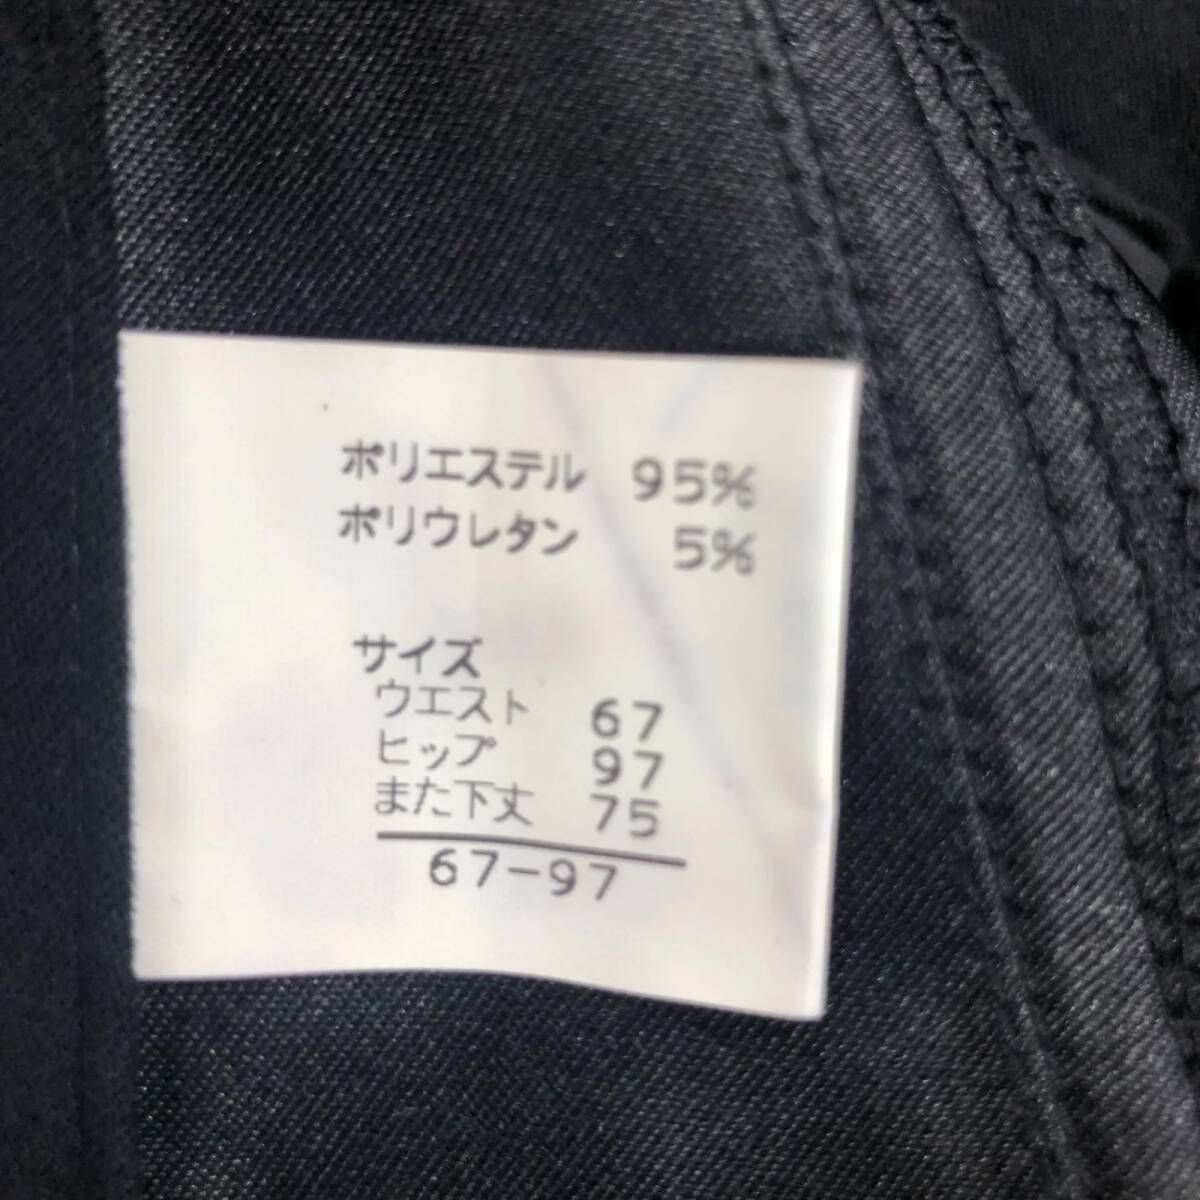 ポリエステル 95%
ポリウレタン 5%
サイズ
ウエスト 67
ヒップ 97
また下丈 75
67-97